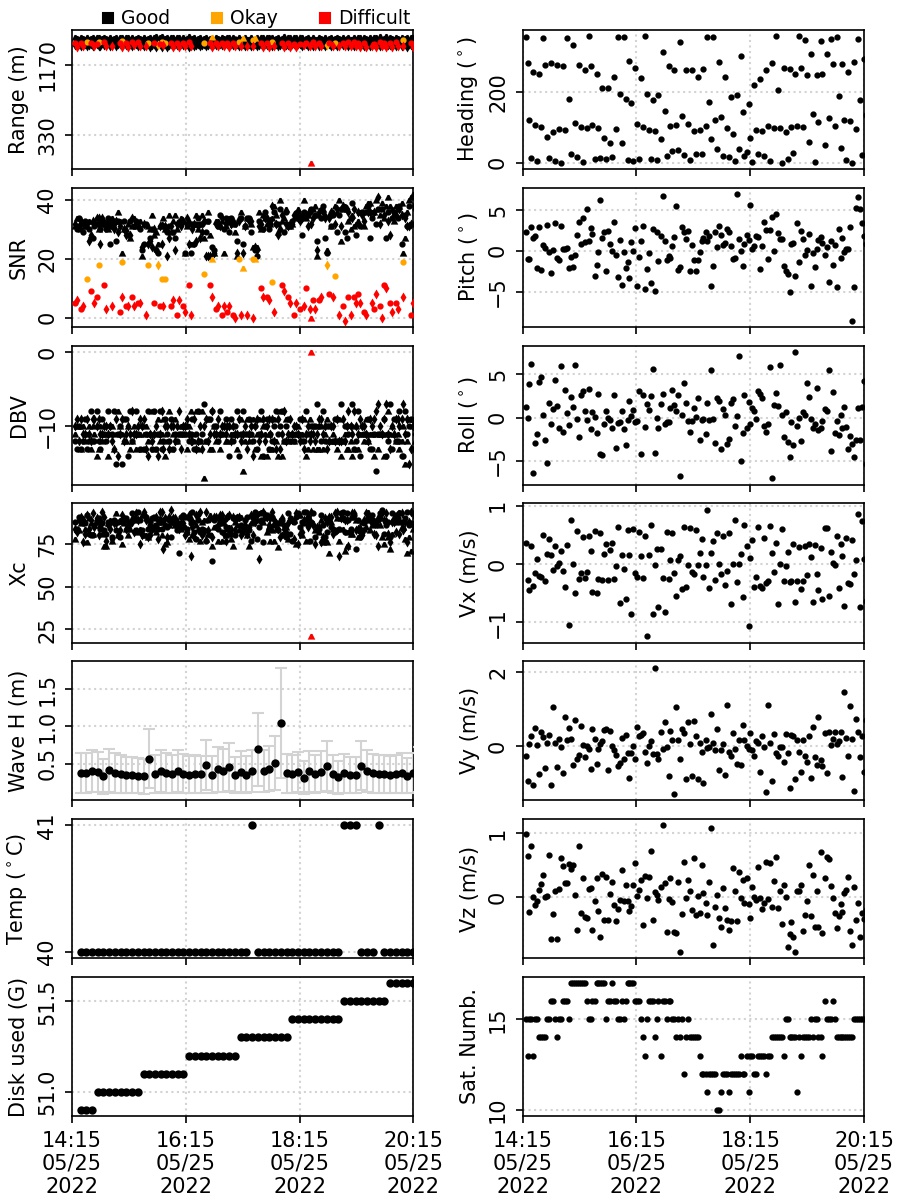 Good Okay Difficult
Range (m)
1170
330
Heading (°)
200
0
SNR
40
20
0
Pitch (°)
5
0
−5
DBV
0
−10
Roll (°)
5
0
−5
Xc
75
50
25
Vx (m/s)
1
0
−1
Wave H (m)
1.5
1.0
0.5
Vy (m/s)
2
0
Temp (°C)
41
40
Vz (m/s)
1
0
Disk used (G)
51.5
51.0
Sat. Numb.
15
10
14:15 16:15 18:15 20:15
05/25 05/25 05/25 05/25
2022 2022 2022 2022
14:15 16:15 18:15 20:15
05/25 05/25 05/25 05/25
2022 2022 2022 2022